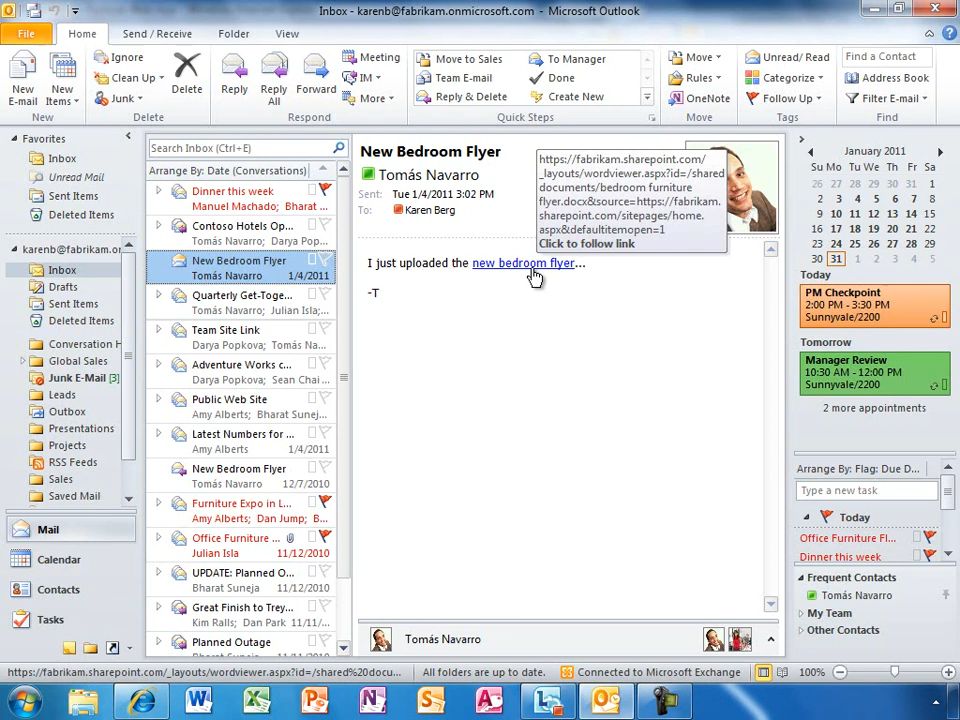 Inbox - karenb@fabrikam.onmicrosoft.com - Microsoft Outlook
File
Home
Send / Receive
Folder
View
New E-mail
New Items
New
Ignore
Clean Up
Junk
Delete
Delete
Reply
Reply All
Forward
Meeting
IM
More
Respond
Move to Sales
Team E-mail
Reply & Delete
To Manager
Done
Create New
Quick Steps
Move
Rules
OneNote
Move
Unread/ Read
Categorize
Follow Up
Tags
Find a Contact
Address Book
Filter E-mail
Find
Favorites
Inbox
Unread Mail
Sent Items
Deleted Items
karenb@fabrikam.on
Inbox
Drafts
Sent Items
Deleted Items
Conversation H
Global Sales
Junk E-Mail [3]
Leads
Outbox
Presentations
Projects
RSS Feeds
Sales
Saved Mail
Mail
Calendar
Contacts
Tasks
Search Inbox (Ctrl+E)
Arrange By: Date (Conversations)
Dinner this week
Manuel Machado; Bharat ...
Contoso Hotels Op...
Tomás Navarro; Darya Pop...
New Bedroom Flyer
Tomás Navarro 1/4/2011
Quarterly Get-Toge...
Tomás Navarro; Julian Isla;...
Team Site Link
Darya Popkova; Tomás Na...
Adventure Works c...
Darya Popkova; Sean Chai...
Public Web Site
Amy Alberts; Bharat Sunej...
Latest Numbers for ...
Amy Alberts 1/4/2011
New Bedroom Flyer
Tomás Navarro 12/7/2010
Furniture Expo in L...
Amy Alberts; Dan Jump; B...
Office Furniture ...
Julian Isla 11/12/2010
UPDATE: Planned O...
Bharat Suneja 11/12/2010
Great Finish to Trey...
Kim Ralls; Dan Park 11/11/...
Planned Outage
New Bedroom Flyer
Tomás Navarro
Sent: Tue 1/4/2011 3:02 PM
To: Karen Berg
https://fabrikam.sharepoint.com/
_layouts/wordviewer.aspx?id=/shared
documents/bedroom furniture
flyer.docx&source=https://fabrikam.
sharepoint.com/sitepages/home.
aspx&defaultitemopen=1
Click to follow link
I just uploaded the new bedroom flyer...
-T
Tomás Navarro
January 2011
Su Mo Tu We Th Fr Sa
26 27 28 29 30 31 1
2 3 4 5 6 7 8
9 10 11 12 13 14 15
16 17 18 19 20 21 22
23 24 25 26 27 28 29
30 31 1 2 3 4 5
Today
PM Checkpoint
2:00 PM - 3:30 PM
Sunnyvale/2200
Tomorrow
Manager Review
10:30 AM - 12:00 PM
Sunnyvale/2200
2 more appointments
Arrange By: Flag: Due D...
Type a new task
Today
Office Furniture Fl...
Dinner this week
Frequent Contacts
Tomás Navarro
My Team
Other Contacts
https://fabrikam.sharepoint.com/_layouts/wordviewer.aspx?id=/shared%20docu...
All folders are up to date.
Connected to Microsoft Exchange
100%